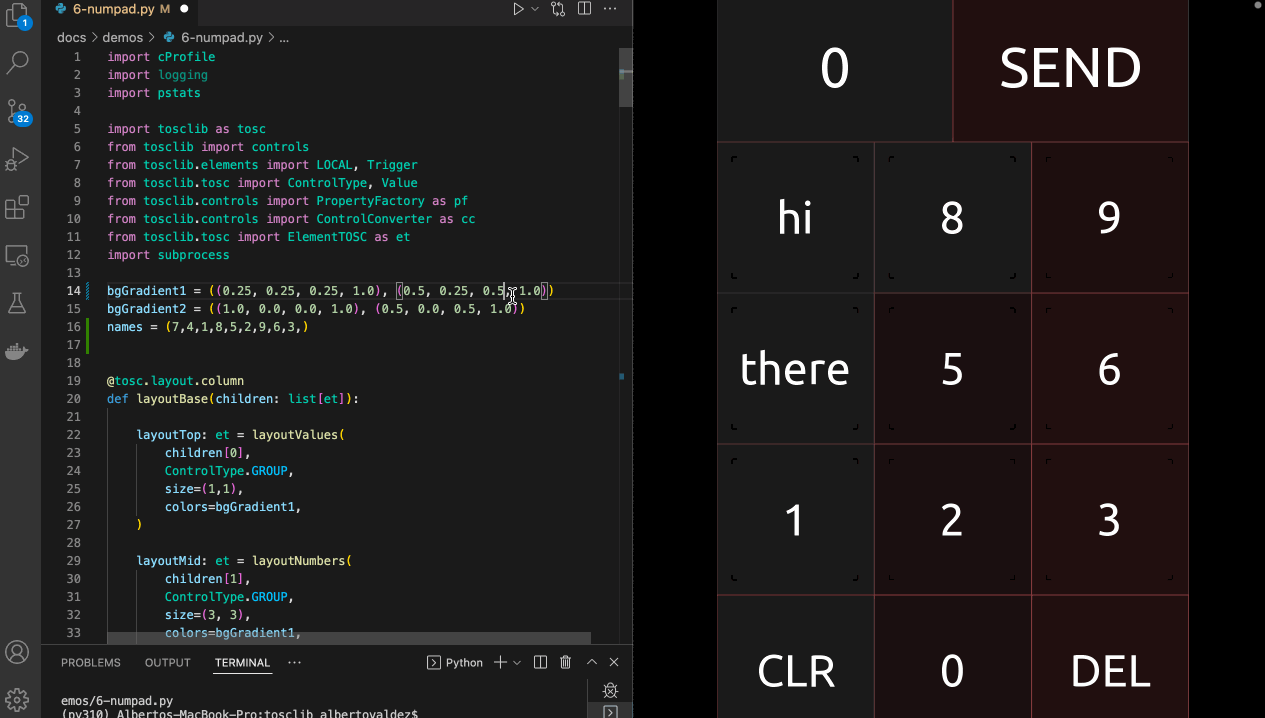 6-numpad.py M
docs > demos > 6-numpad.py > ...
1 import cProfile
2 import logging
3 import pstats
4
5 import tosclib as tosc
6 from tosclib import controls
7 from tosclib.elements import LOCAL, Trigger
8 from tosclib.tosc import ControlType, Value
9 from tosclib.controls import PropertyFactory as pf
10 from tosclib.controls import ControlConverter as cc
11 from tosclib.tosc import ElementTOSC as et
12 import subprocess
13
14 bgGradient1 = ((0.25, 0.25, 0.25, 1.0), (0.5, 0.25, 0.5, 1.0))
15 bgGradient2 = ((1.0, 0.0, 0.0, 1.0), (0.5, 0.0, 0.5, 1.0))
16 names = (7,4,1,8,5,2,9,6,3,)
17
18
19 @tosc.layout.column
20 def layoutBase(children: list[et]):
21
22 layoutTop: et = layoutValues(
23 children[0],
24 ControlType.GROUP,
25 size=(1,1),
26 colors=bgGradient1,
27 )
28
29 layoutMid: et = layoutNumbers(
30 children[1],
31 ControlType.GROUP,
32 size=(3, 3),
33 colors=bgGradient1,
1
32
PROBLEMS OUTPUT TERMINAL ... Python
emos/6-numpad.py
(py310) Albertos-MacBook-Pro:tosclib albertovaldez$
0 SEND
hi 8 9
there 5 6
1 2 3
CLR 0 DEL